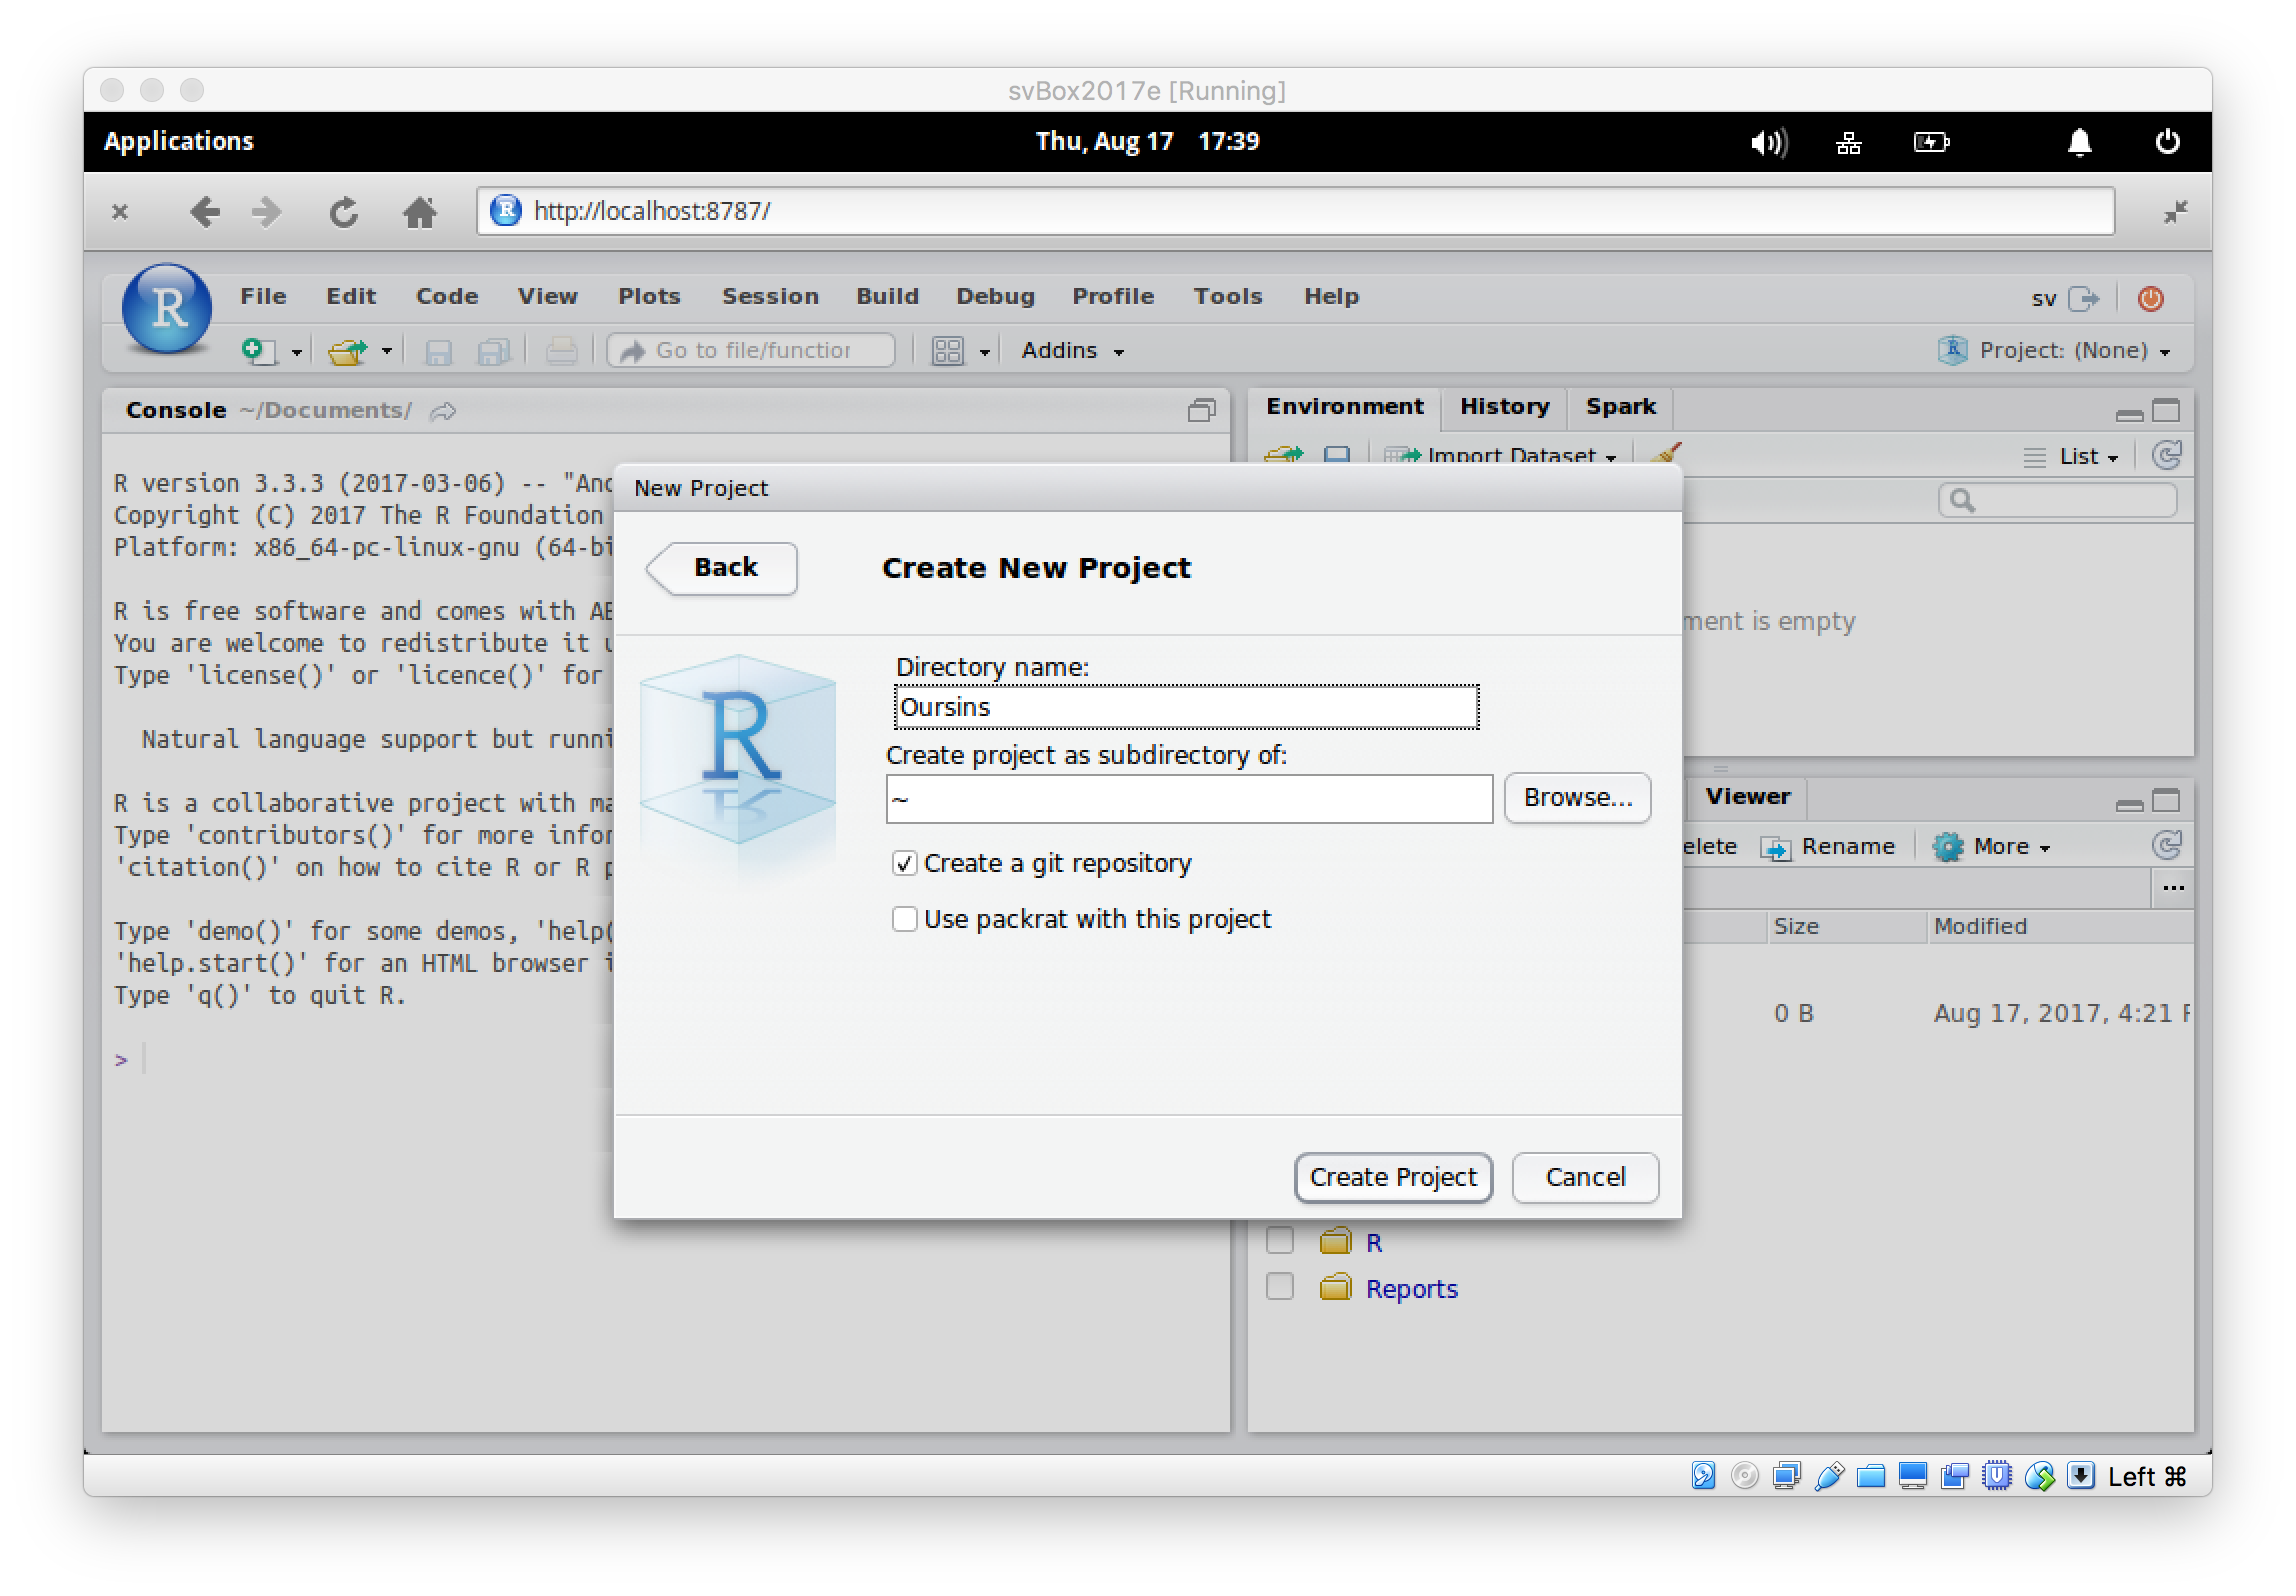 svBox2017e [Running]
Applications
Thu, Aug 17 17:39
http://localhost:8787/
R
File Edit Code View Plots Session Build Debug Profile Tools Help
sv
Go to file/function
Addins
Project: (None)
Console ~/Documents/
Environment History Spark
Import Dataset
List
R version 3.3.3 (2017-03-06) -- "An
Copyright (C) 2017 The R Foundation
Platform: x86_64-pc-linux-gnu (64-bi
R is free software and comes with AB
You are welcome to redistribute it u
Type 'license()' or 'licence()' for
Natural language support but runni
R is a collaborative project with ma
Type 'contributors()' for more infor
'citation()' on how to cite R or R p
Type 'demo()' for some demos, 'help(
'help.start()' for an HTML browser i
Type 'q()' to quit R.
>
New Project
Back
Create New Project
R
Directory name:
Oursins
Create project as subdirectory of:
~
Browse...
Create a git repository
Use packrat with this project
Create Project
Cancel
ment is empty
Viewer
elete
Rename
More
...
Size
Modified
0 B
Aug 17, 2017, 4:21
R
Reports
Left ⌘